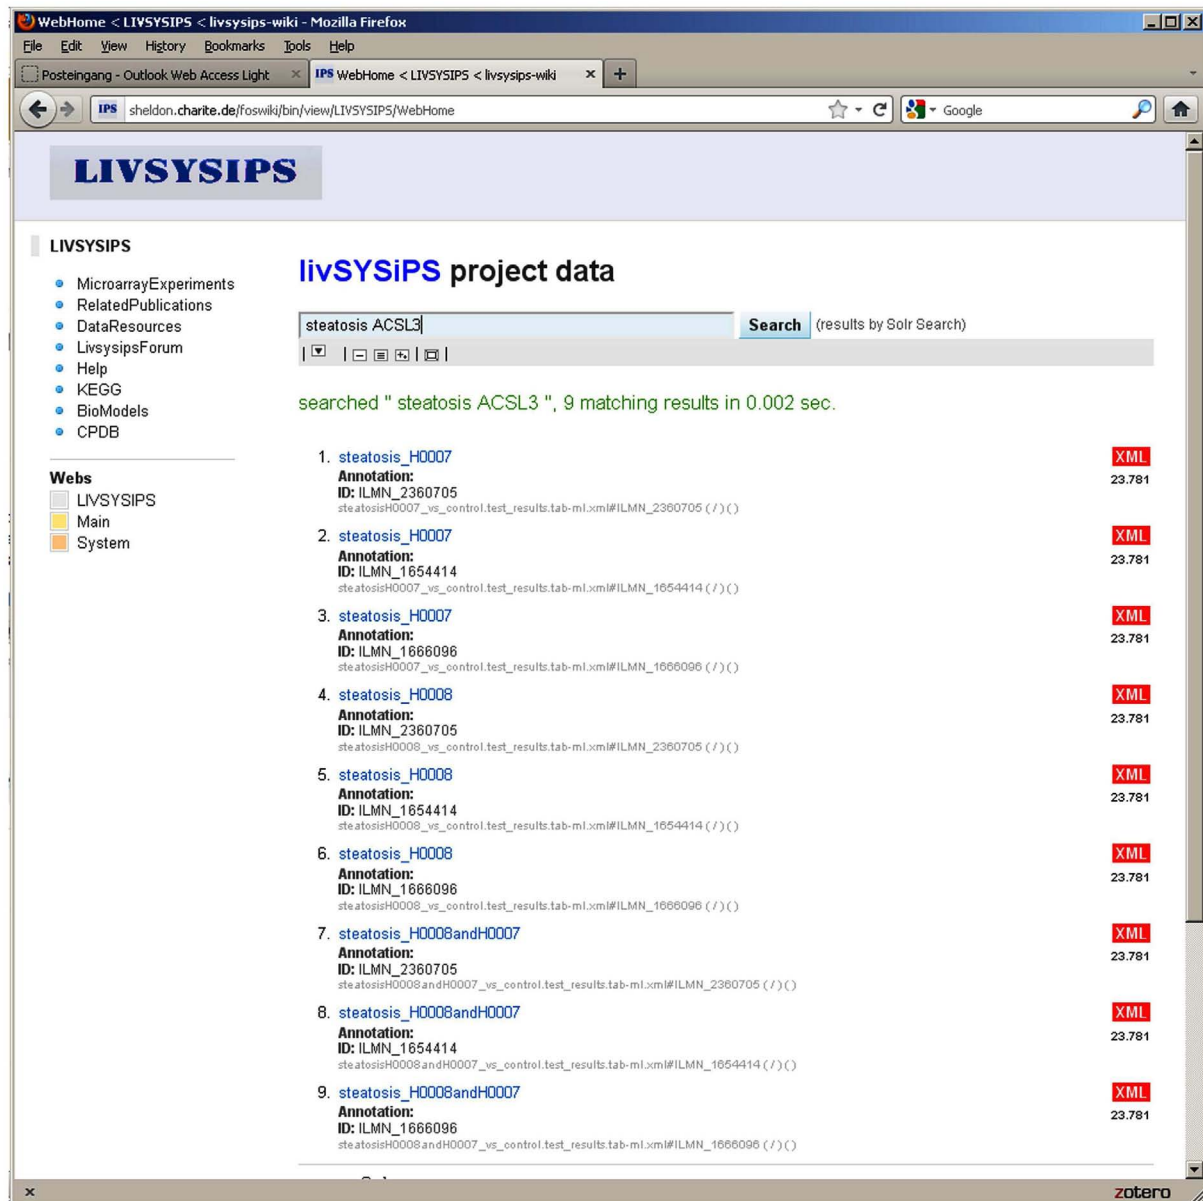 WebHome < LIVSYSIPS < livsysips-wiki - Mozilla Firefox
File Edit View History Bookmarks Tools Help
Posteingang - Outlook Web Access Light × IPS WebHome < LIVSYSIPS < livsysips-wiki × +
IPS sheldon.charite.de/foswiki/bin/view/LIVSYSIPS/WebHome Google
LIVSYSIPS
LIVSYSIPS
MicroarrayExperiments
RelatedPublications
DataResources
LivsysipsForum
Help
KEGG
BioModels
CPDB
Webs
LIVSYSIPS
Main
System
livSYSiPS project data
steatosis ACSL3 Search (results by Solr Search)
searched " steatosis ACSL3 ", 9 matching results in 0.002 sec.
1. steatosis_H0007 XML
Annotation: 23.781
ID: ILMN_2360705
steatosisH0007_vs_control.test_results.tab-ml.xml#ILMN_2360705 ( / ) ( )
2. steatosis_H0007 XML
Annotation: 23.781
ID: ILMN_1654414
steatosisH0007_vs_control.test_results.tab-ml.xml#ILMN_1654414 ( / ) ( )
3. steatosis_H0007 XML
Annotation: 23.781
ID: ILMN_1666096
steatosisH0007_vs_control.test_results.tab-ml.xml#ILMN_1666096 ( / ) ( )
4. steatosis_H0008 XML
Annotation: 23.781
ID: ILMN_2360705
steatosisH0008_vs_control.test_results.tab-ml.xml#ILMN_2360705 ( / ) ( )
5. steatosis_H0008 XML
Annotation: 23.781
ID: ILMN_1654414
steatosisH0008_vs_control.test_results.tab-ml.xml#ILMN_1654414 ( / ) ( )
6. steatosis_H0008 XML
Annotation: 23.781
ID: ILMN_1666096
steatosisH0008_vs_control.test_results.tab-ml.xml#ILMN_1666096 ( / ) ( )
7. steatosis_H0008andH0007 XML
Annotation: 23.781
ID: ILMN_2360705
steatosisH0008andH0007_vs_control.test_results.tab-ml.xml#ILMN_2360705 ( / ) ( )
8. steatosis_H0008andH0007 XML
Annotation: 23.781
ID: ILMN_1654414
steatosisH0008andH0007_vs_control.test_results.tab-ml.xml#ILMN_1654414 ( / ) ( )
9. steatosis_H0008andH0007 XML
Annotation: 23.781
ID: ILMN_1666096
steatosisH0008andH0007_vs_control.test_results.tab-ml.xml#ILMN_1666096 ( / ) ( )
× zotero